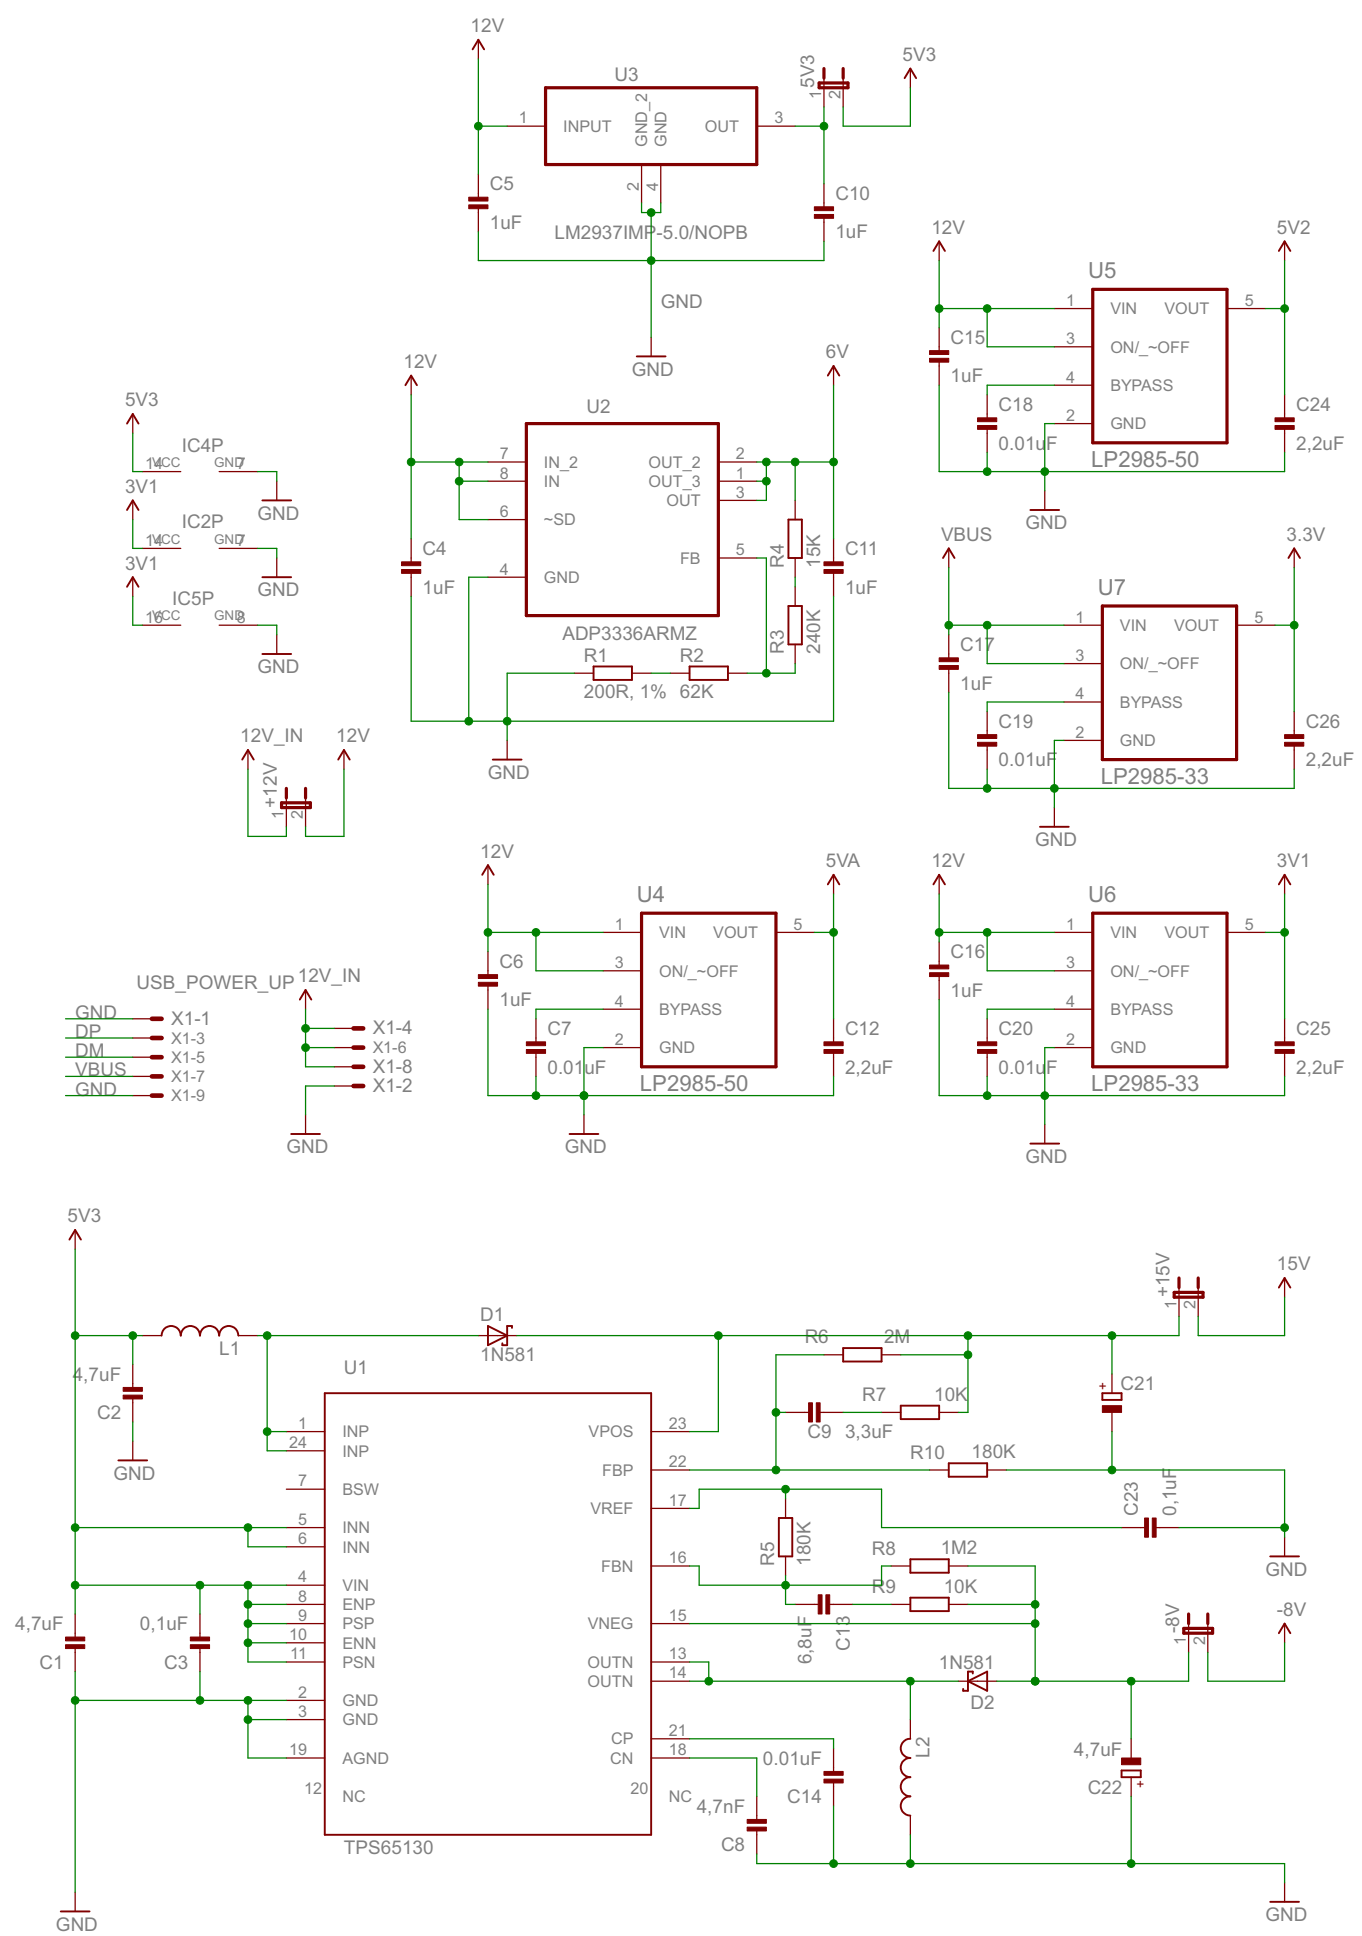 12V
U3
INPUT
GND_2
GND
OUT
1
3
2
4
LM2937IMP-5.0/NOPB
C5
1uF
C10
1uF
5V3
1
2
5V3
GND
GND
12V
U5
1
VIN
VOUT
5
3
ON/_~OFF
4
BYPASS
2
GND
LP2985-50
C15
1uF
C18
0.01uF
5V2
C24
2,2uF
GND
12V
U2
7
IN_2
8
IN
6
~SD
4
GND
OUT_2
2
OUT_3
1
OUT
3
FB
5
ADP3336ARMZ
C4
1uF
6V
R4
15K
R3
240K
C11
1uF
R1
200R, 1%
R2
62K
GND
5V3
IC4P
14
VCC
GND
7
GND
3V1
IC2P
14
VCC
GND
7
GND
3V1
IC5P
16
VCC
GND
8
GND
VBUS
U7
1
VIN
VOUT
5
3
ON/_~OFF
4
BYPASS
2
GND
LP2985-33
C17
1uF
C19
0.01uF
3.3V
C26
2,2uF
GND
12V_IN
12V
+12V
1
2
12V
U4
1
VIN
VOUT
5
3
ON/_~OFF
4
BYPASS
2
GND
LP2985-50
C6
1uF
C7
0.01uF
5VA
C12
2,2uF
GND
12V
U6
1
VIN
VOUT
5
3
ON/_~OFF
4
BYPASS
2
GND
LP2985-33
C16
1uF
C20
0.01uF
3V1
C25
2,2uF
GND
USB_POWER_UP
GND X1-1
DP X1-3
DM X1-5
VBUS X1-7
GND X1-9
12V_IN
X1-4
X1-6
X1-8
X1-2
GND
5V3
L1
4,7uF
C2
GND
D1
1N581
U1
1 INP
24 INP
7 BSW
5 INN
6 INN
4 VIN
8 ENP
9 PSP
10 ENN
11 PSN
2 GND
3 GND
19 AGND
12 NC
VPOS 23
FBP 22
VREF 17
FBN 16
VNEG 15
OUTN 13
OUTN 14
CP 21
CN 18
20 NC
TPS65130
4,7uF
C1
0,1uF
C3
GND
R6 2M
R7 10K
C9 3,3uF
R10 180K
C21
+
+15V
1
2
15V
C23
0,1uF
GND
R5
180K
R8 1M2
R9 10K
6,8uF
C13
-8V
1
2
-8V
1N581
D2
L2
0.01uF
C14
4,7nF
C8
4,7uF
C22
+
GND